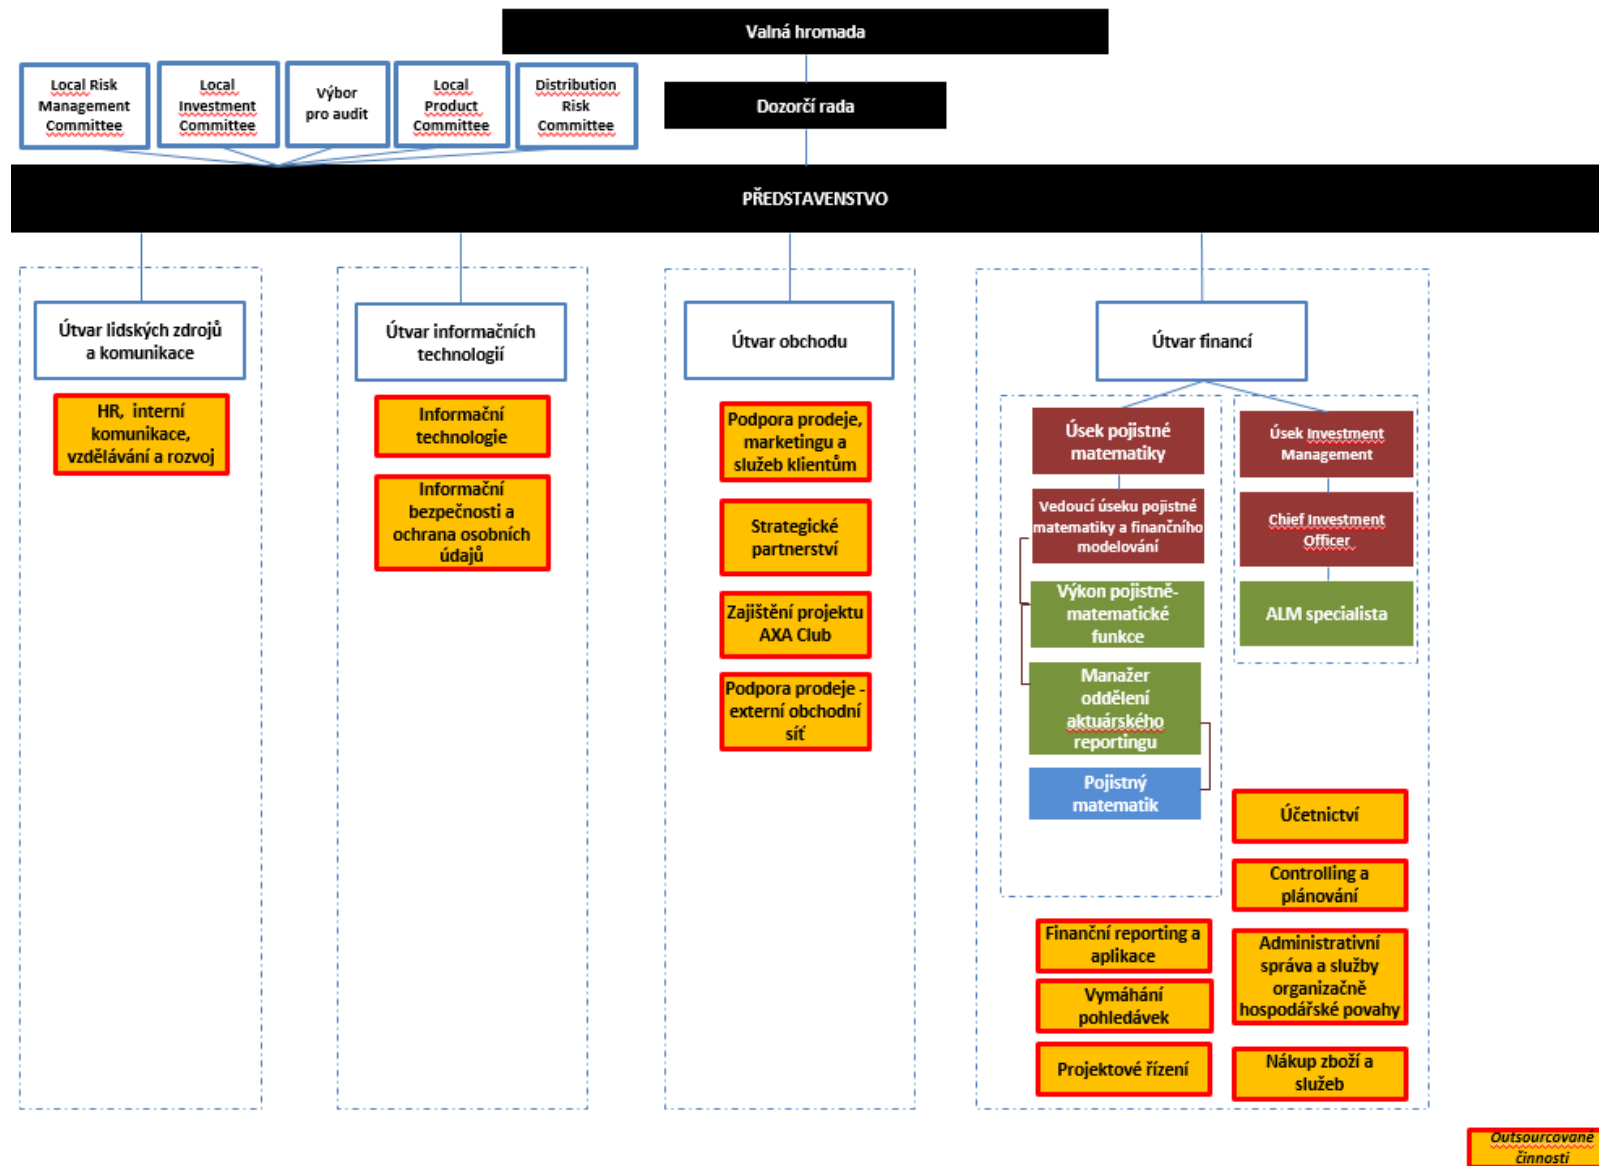 Valná hromada
Local Risk
Management
Committee
Local
Investment
Committee
Výbor
pro audit
Local
Product
Committee
Distribution
Risk
Committee
Dozorčí rada
PŘEDSTAVENSTVO
Útvar lidských zdrojů
a komunikace
HR, interní
komunikace,
vzdělávání a rozvoj
Útvar informačních
technologií
Informační
technologie
Informační
bezpečnosti a
ochrana osobních
údajů
Útvar obchodu
Podpora prodeje,
marketingu a
služeb klientům
Strategické
partnerství
Zajištění projektu
AXA Club
Podpora prodeje -
externí obchodní
síť
Útvar financí
Úsek pojistné
matematiky
Vedoucí úseku pojistné
matematiky a finančního
modelování
Výkon pojistně-
matematické
funkce
Manažer
oddělení
aktuárského
reportingu
Pojistný
matematik
Úsek Investment
Management
Chief Investment
Officer
ALM specialista
Finanční reporting a
aplikace
Vymáhání
pohledávek
Projektové řízení
Účetnictví
Controlling a
plánování
Administrativní
správa a služby
organizačně
hospodářské povahy
Nákup zboží a
služeb
Outsourcované
činnosti